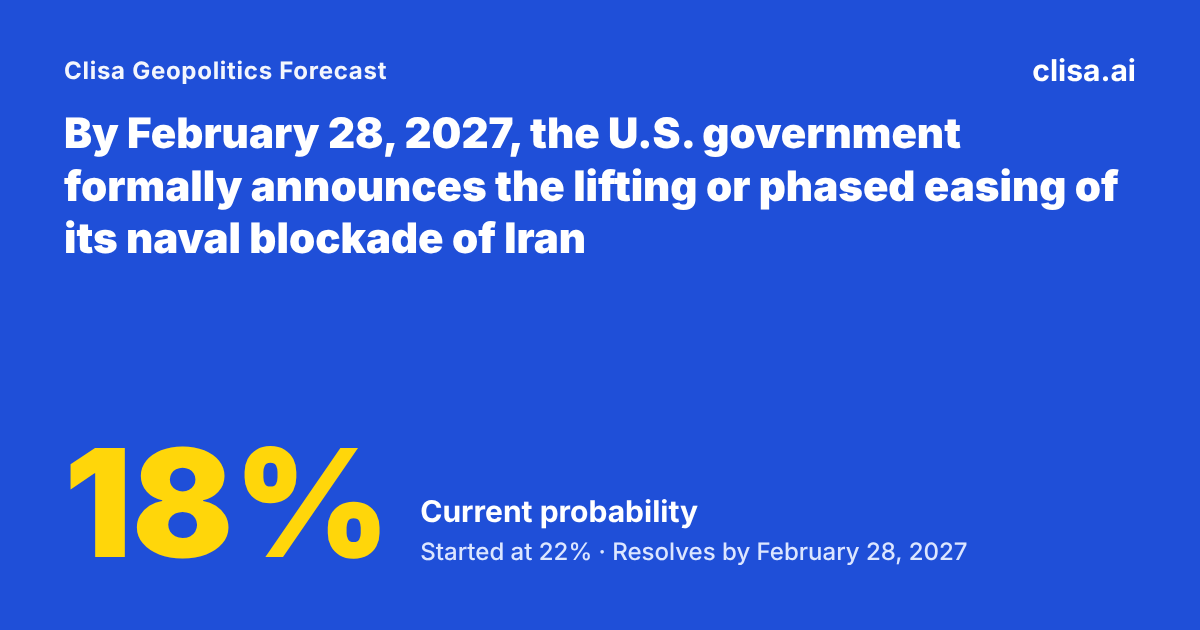 Clisa Geopolitics Forecast
clisa.ai
By February 28, 2027, the U.S. government
formally announces the lifting or phased easing of
its naval blockade of Iran
18%
Current probability
Started at 22% · Resolves by February 28, 2027